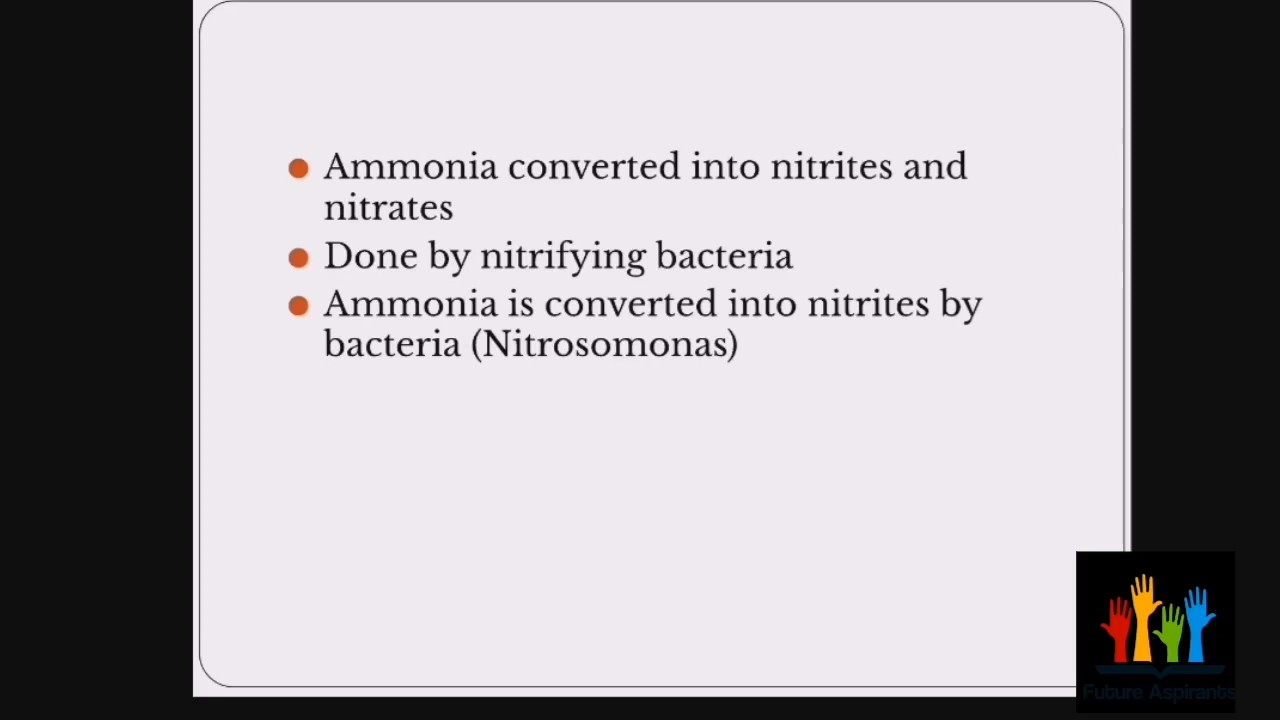 Ammonia converted into nitrites and
nitrates
Done by nitrifying bacteria
Ammonia is converted into nitrites by
bacteria (Nitrosomonas)
Future Aspirants